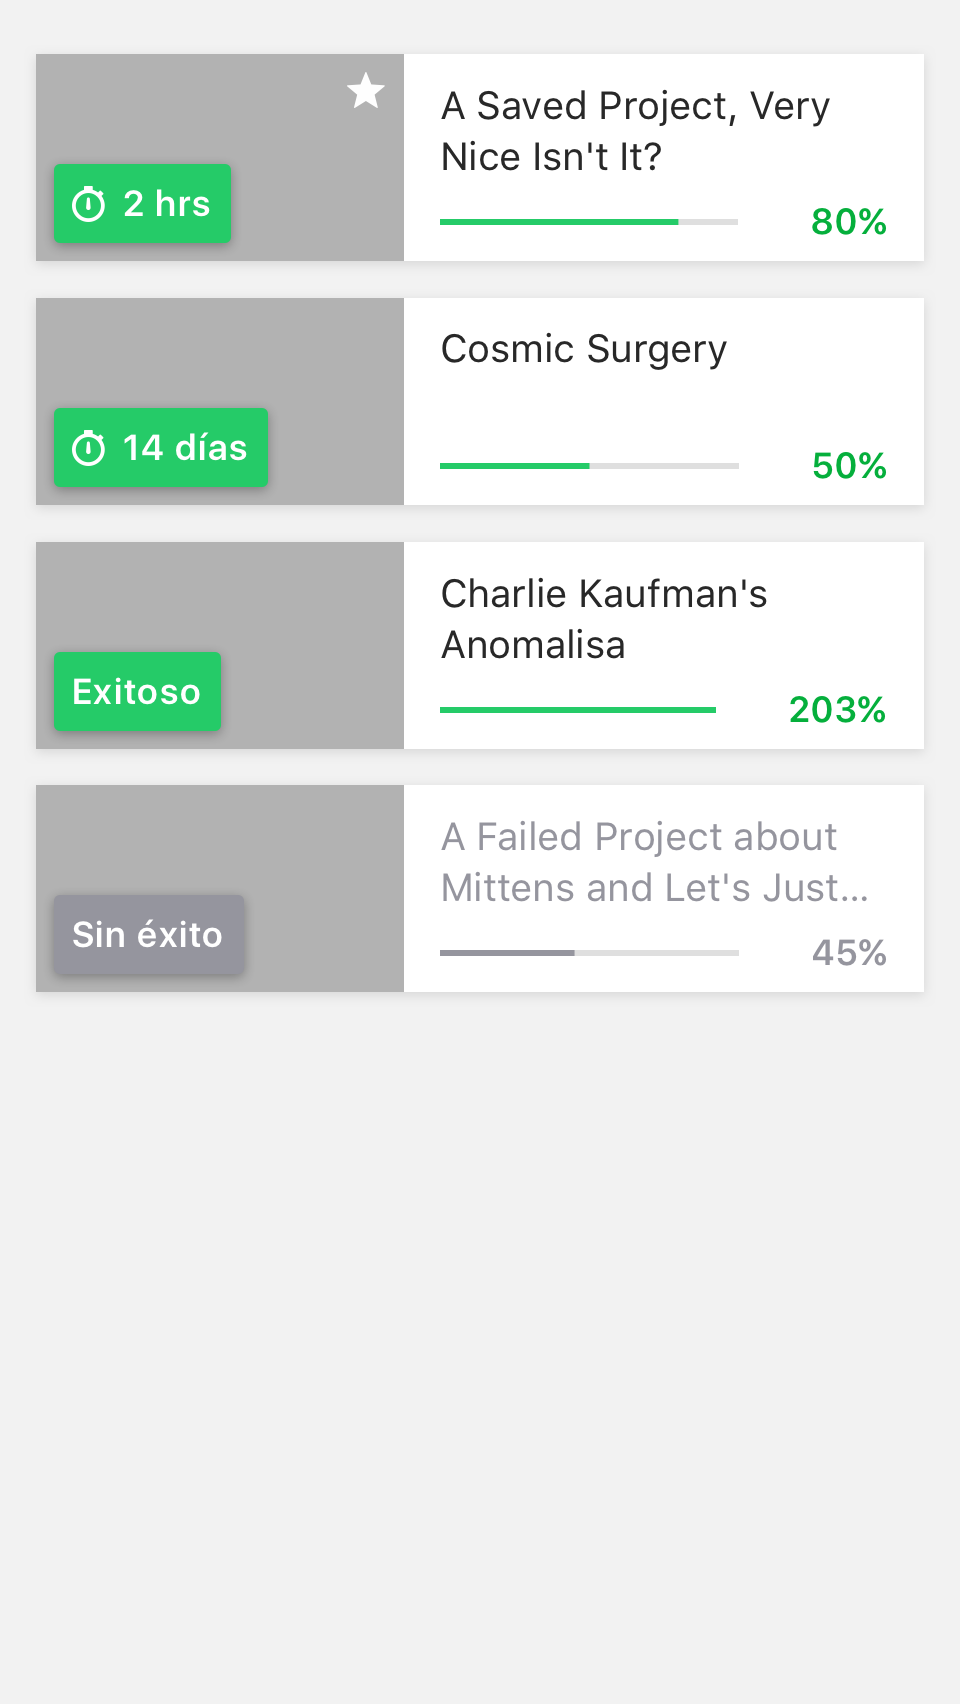 2 hrs
A Saved Project, Very
Nice Isn't It?
80%
14 días
Cosmic Surgery
50%
Exitoso
Charlie Kaufman's
Anomalisa
203%
Sin éxito
A Failed Project about
Mittens and Let's Just...
45%